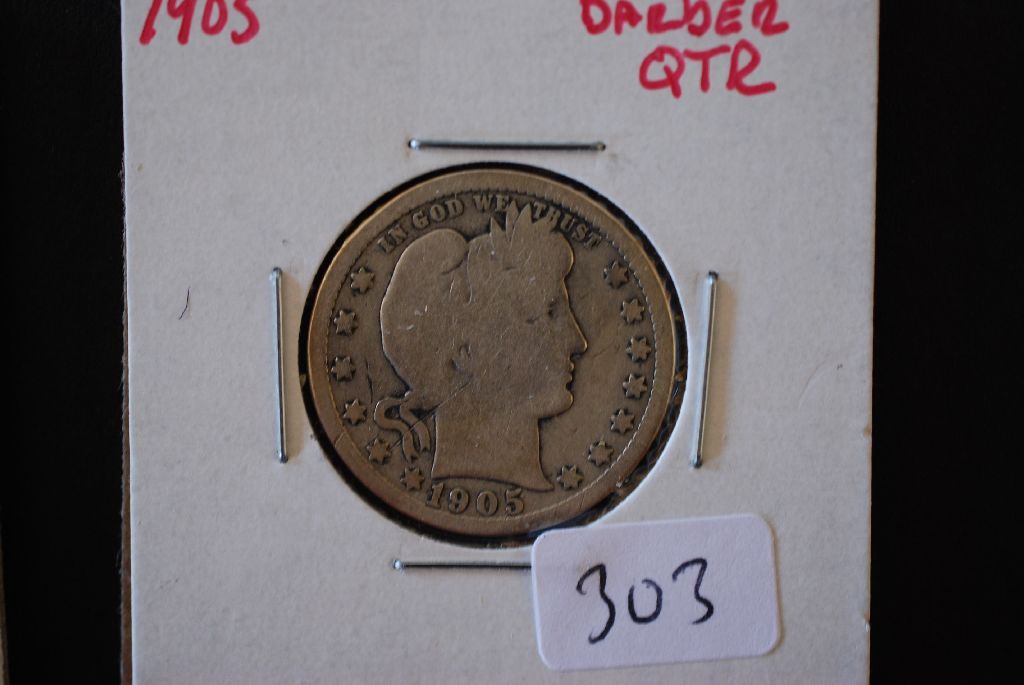 1905
BARBER
QTR
IN GOD WE TRUST
1905
303